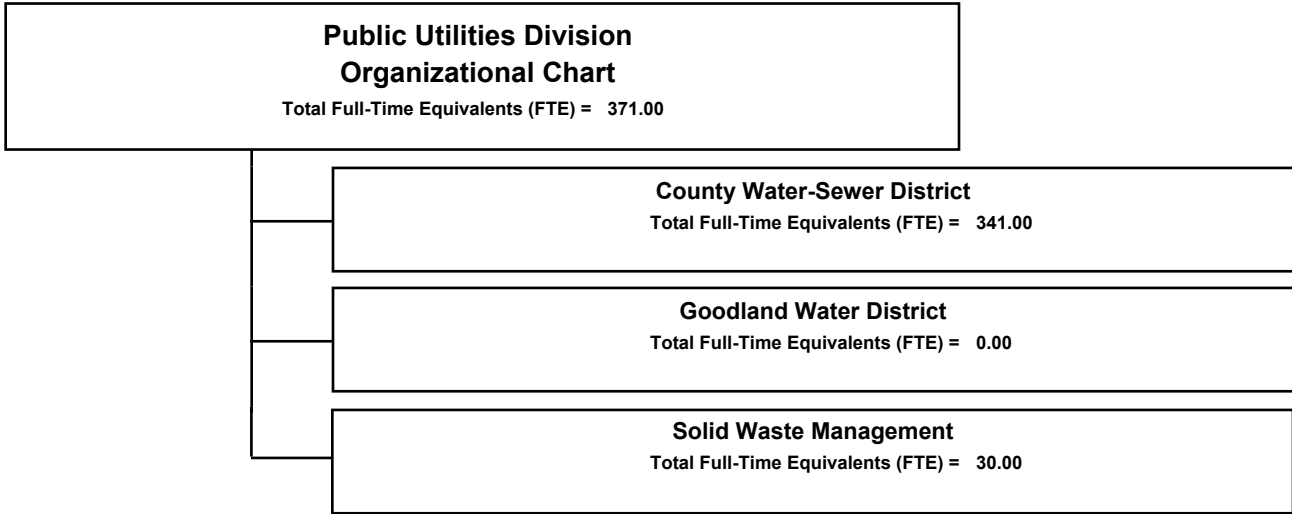 Public Utilities Division
Organizational Chart
Total Full-Time Equivalents (FTE) = 371.00
County Water-Sewer District
Total Full-Time Equivalents (FTE) = 341.00
Goodland Water District
Total Full-Time Equivalents (FTE) = 0.00
Solid Waste Management
Total Full-Time Equivalents (FTE) = 30.00